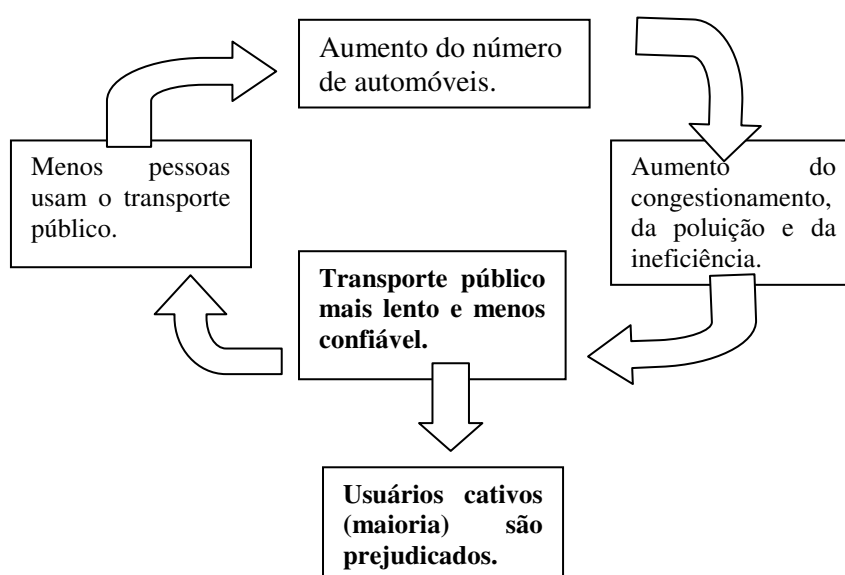 Aumento do número
de automóveis.
Menos pessoas
usam o transporte
público.
Aumento do
congestionamento,
da poluição e da
ineficiência.
Transporte público
mais lento e menos
confiável.
Usuários cativos
(maioria) são
prejudicados.